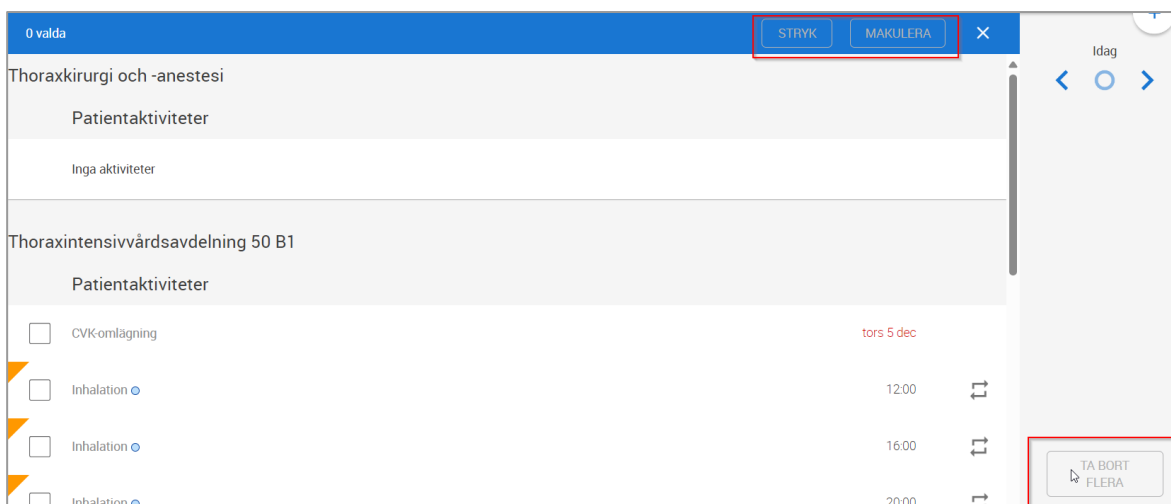 0 valda STRYK MAKULERA
Idag
Thoraxkirurgi och -anestesi
Patientaktiviteter
Inga aktiviteter
Thoraxintensivvårdsavdelning 50 B1
Patientaktiviteter
CVK-omlägning tors 5 dec
Inhalation 12:00
Inhalation 16:00
Inhalation 20:00
TA BORT
FLERA